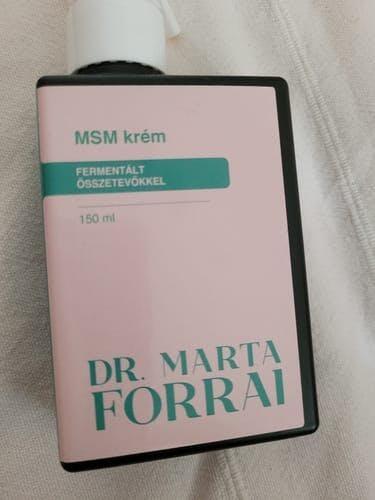 MSM krém
FERMENTÁLT
ÖSSZETEVŐKKEL
150 ml
DR. MARTA
FORRAI